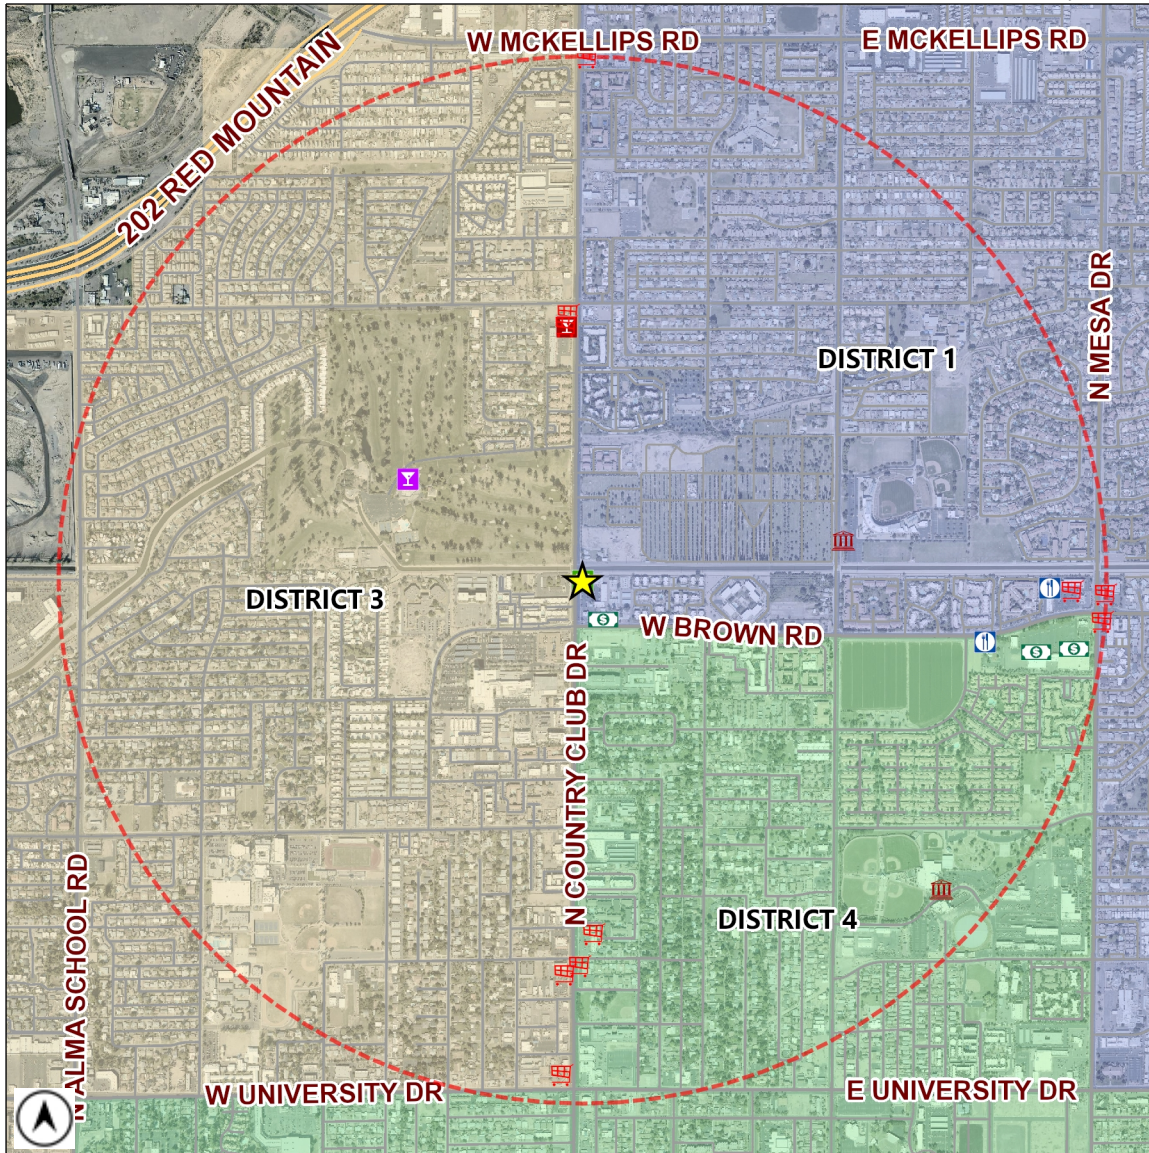 W MCKELLIPS RD
E MCKELLIPS RD
202 RED MOUNTAIN
N MESA DR
DISTRICT 1
DISTRICT 3
W BROWN RD
N COUNTRY CLUB DR
N ALMA SCHOOL RD
DISTRICT 4
W UNIVERSITY DR
E UNIVERSITY DR
$
$
$